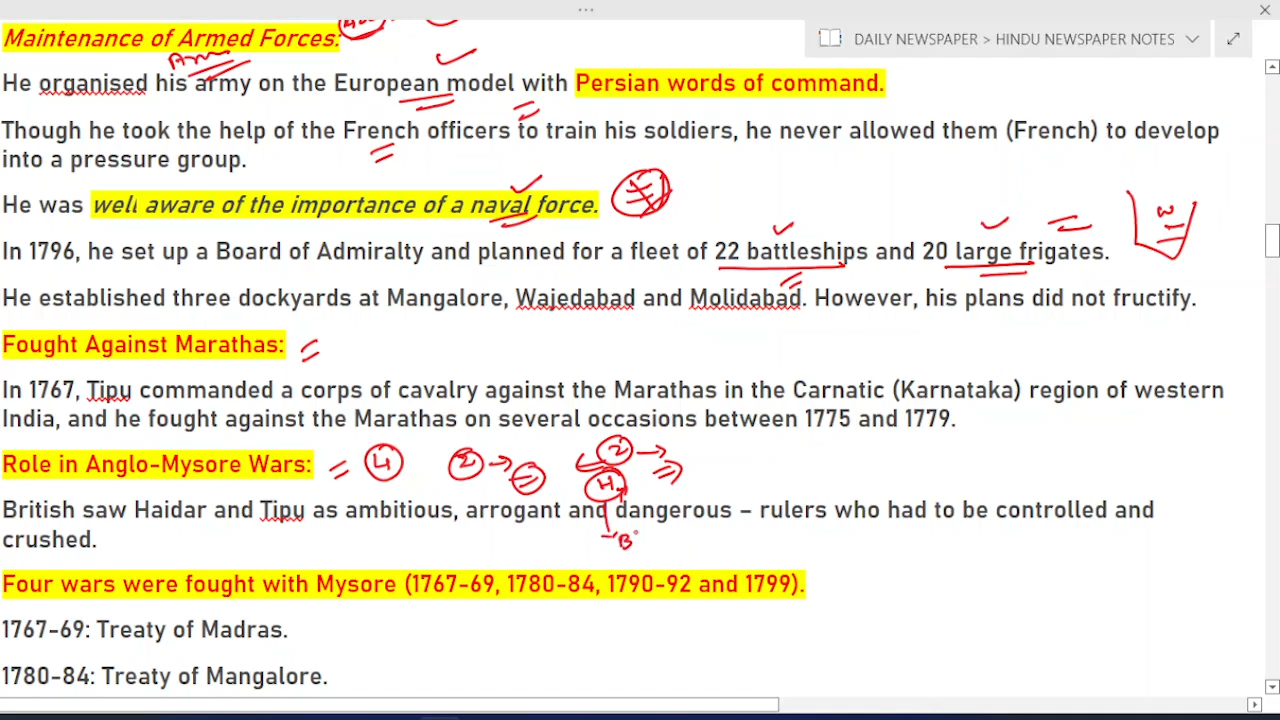 Maintenance of Armed Forces:
DAILY NEWSPAPER > HINDU NEWSPAPER NOTES
He organised his army on the European model with Persian words of command.
Though he took the help of the French officers to train his soldiers, he never allowed them (French) to develop
into a pressure group.
He was well aware of the importance of a naval force.
In 1796, he set up a Board of Admiralty and planned for a fleet of 22 battleships and 20 large frigates.
He established three dockyards at Mangalore, Wajedabad and Molidabad. However, his plans did not fructify.
Fought Against Marathas:
In 1767, Tipu commanded a corps of cavalry against the Marathas in the Carnatic (Karnataka) region of western
India, and he fought against the Marathas on several occasions between 1775 and 1779.
Role in Anglo-Mysore Wars: = 4 2 2
H
British saw Haidar and Tipu as ambitious, arrogant and dangerous – rulers who had to be controlled and
crushed.
B
Four wars were fought with Mysore (1767-69, 1780-84, 1790-92 and 1799).
1767-69: Treaty of Madras.
1780-84: Treaty of Mangalore.